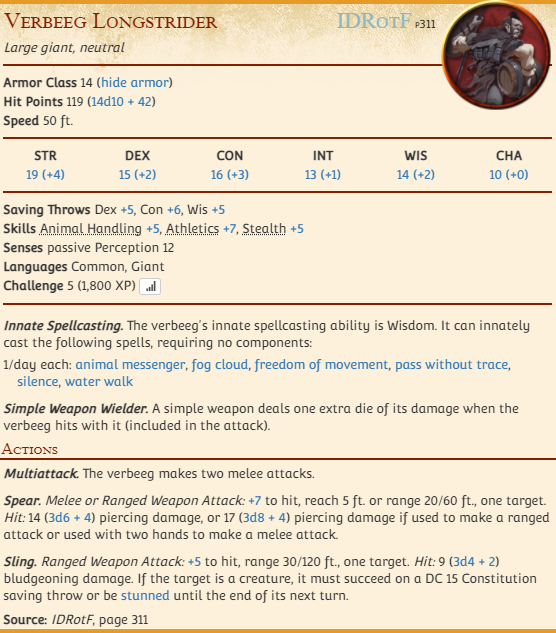 Verbeeg Longstrider IDRotF p311
Large giant, neutral
Armor Class 14 (hide armor)
Hit Points 119 (14d10 + 42)
Speed 50 ft.
STR DEX CON INT WIS CHA
19 (+4) 15 (+2) 16 (+3) 13 (+1) 14 (+2) 10 (+0)
Saving Throws Dex +5, Con +6, Wis +5
Skills Animal Handling +5, Athletics +7, Stealth +5
Senses passive Perception 12
Languages Common, Giant
Challenge 5 (1,800 XP)
Innate Spellcasting. The verbeeg's innate spellcasting ability is Wisdom. It can innately
cast the following spells, requiring no components:
1/day each: animal messenger, fog cloud, freedom of movement, pass without trace,
silence, water walk
Simple Weapon Wielder. A simple weapon deals one extra die of its damage when the
verbeeg hits with it (included in the attack).
Actions
Multiattack. The verbeeg makes two melee attacks.
Spear. Melee or Ranged Weapon Attack: +7 to hit, reach 5 ft. or range 20/60 ft., one target.
Hit: 14 (3d6 + 4) piercing damage, or 17 (3d8 + 4) piercing damage if used to make a ranged
attack or used with two hands to make a melee attack.
Sling. Ranged Weapon Attack: +5 to hit, range 30/120 ft., one target. Hit: 9 (3d4 + 2)
bludgeoning damage. If the target is a creature, it must succeed on a DC 15 Constitution
saving throw or be stunned until the end of its next turn.
Source: IDRotF, page 311